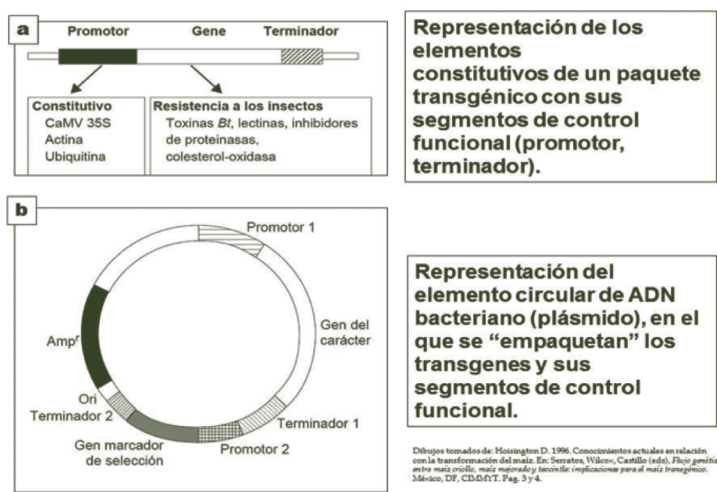 a
Promotor Gene Terminador
Constitutivo
CaMV 35S
Actina
Ubiquitina
Resistencia a los insectos
Toxinas Bt, lectinas, inhibidores
de proteinasas,
colesterol-oxidasa
Representación de los
elementos
constitutivos de un paquete
transgénico con sus
segmentos de control
funcional (promotor,
terminador).
b
Promotor 1
Gen del
carácter
Terminador 1
Promotor 2
Gen marcador
de selección
Terminador 2
Ori
Ampʳ
Representación del
elemento circular de ADN
bacteriano (plásmido), en el
que se “empaquetan” los
transgenes y sus
segmentos de control
funcional.
Dibujos tomados de: Hoisington D. 1996. Conocimientos actuales en relación
con la transformación del maíz. En: Serratos, Wilcox, Castillo (eds), Flujo genético
entre maíz criollo, maíz mejorado y teocintle: implicaciones para el maíz transgénico.
México, DF, CIMMYT. Pag. 3 y 4.